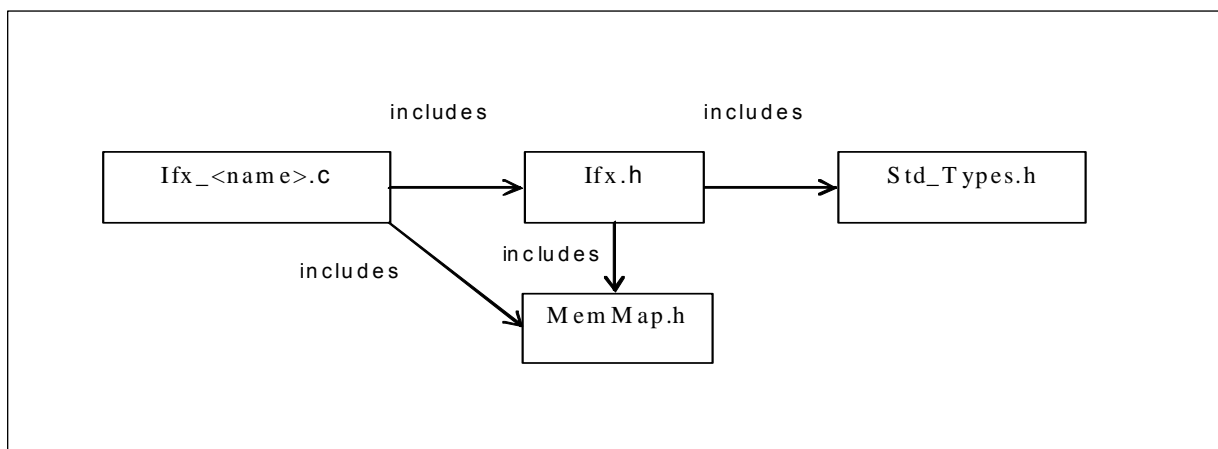 includes
includes
Ifx_<name>.c
Ifx.h
Std_Types.h
includes
includes
MemMap.h